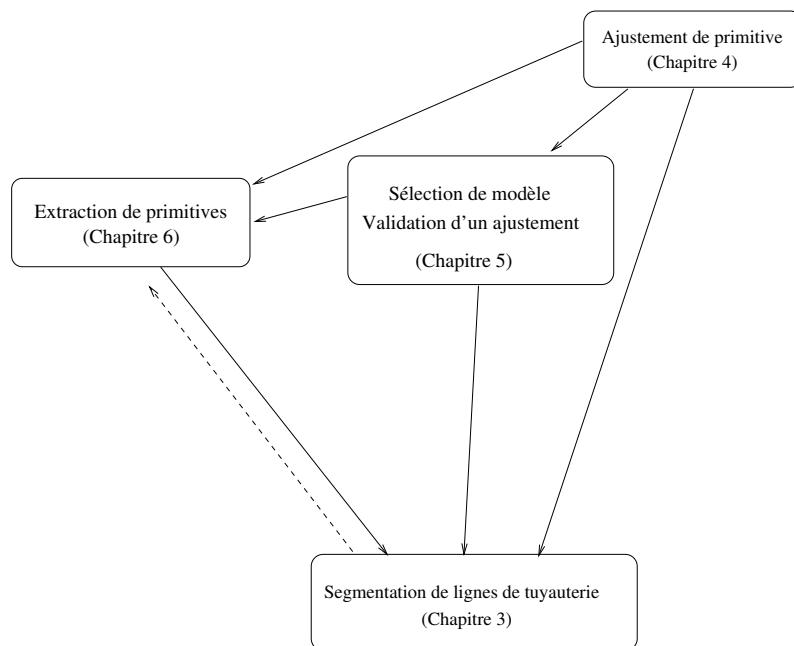 Ajustement de primitive
(Chapitre 4)
Sélection de modèle
Validation d'un ajustement
(Chapitre 5)
Extraction de primitives
(Chapitre 6)
Segmentation de lignes de tuyauterie
(Chapitre 3)